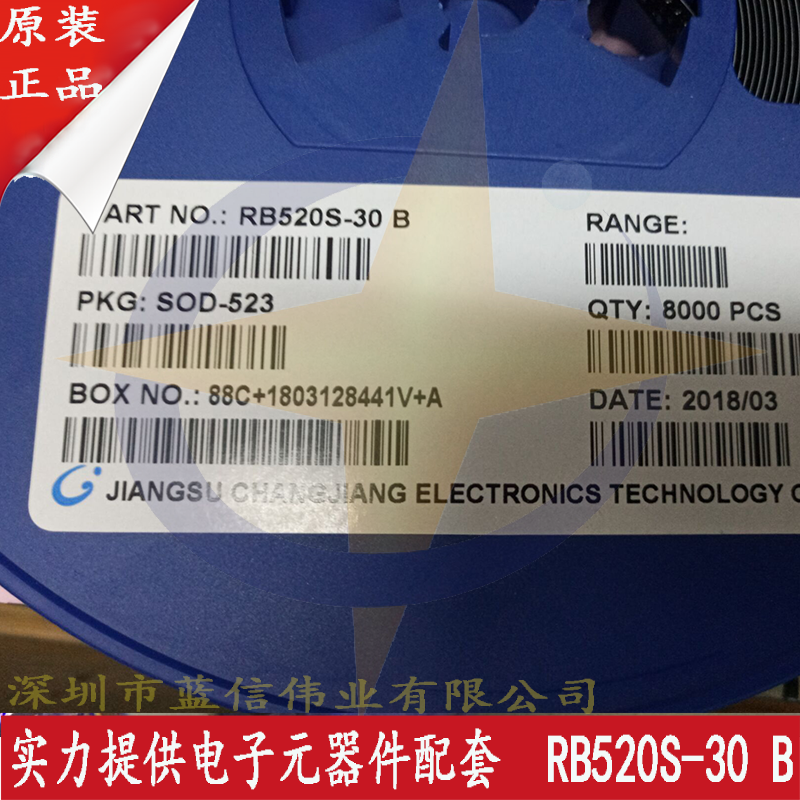 原装
正品
ART NO.: RB520S-30 B
RANGE:
PKG: SOD-523
QTY: 8000 PCS
BOX NO.: 88C+1803128441V+A
DATE: 2018/03
JIANGSU CHANGJIANG ELECTRONICS TECHNOLOGY C
深圳市蓝信伟业有限公司
实力提供电子元器件配套 RB520S-30 B